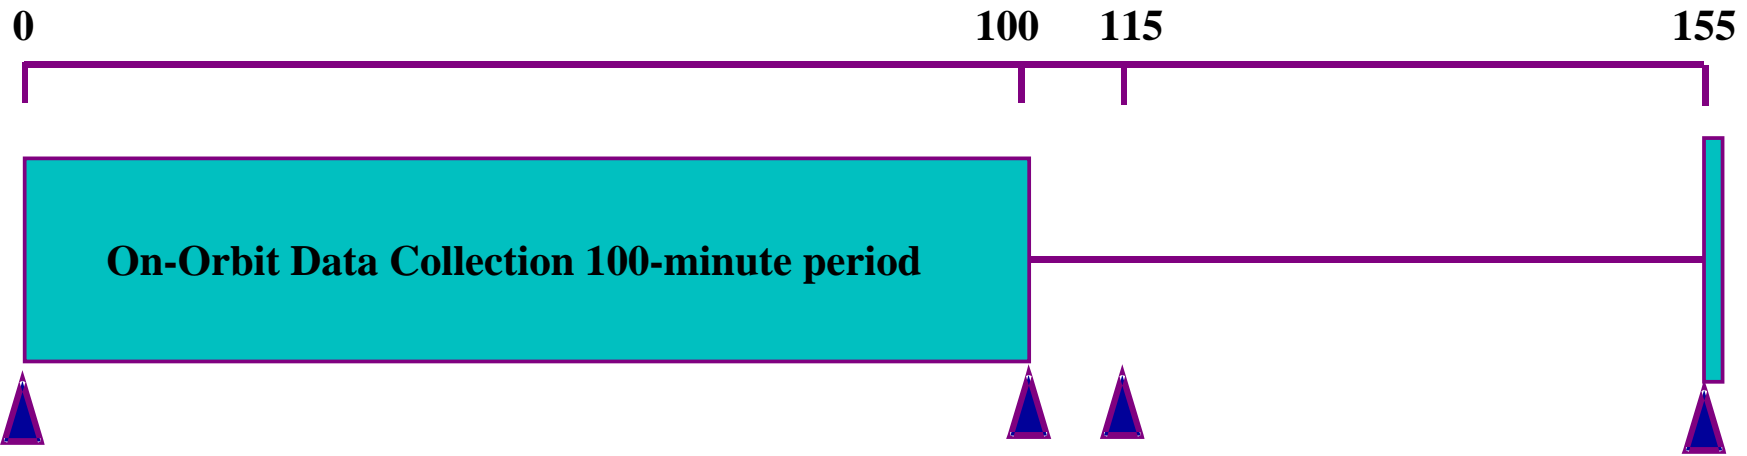 0 100 115 155
On-Orbit Data Collection 100-minute period